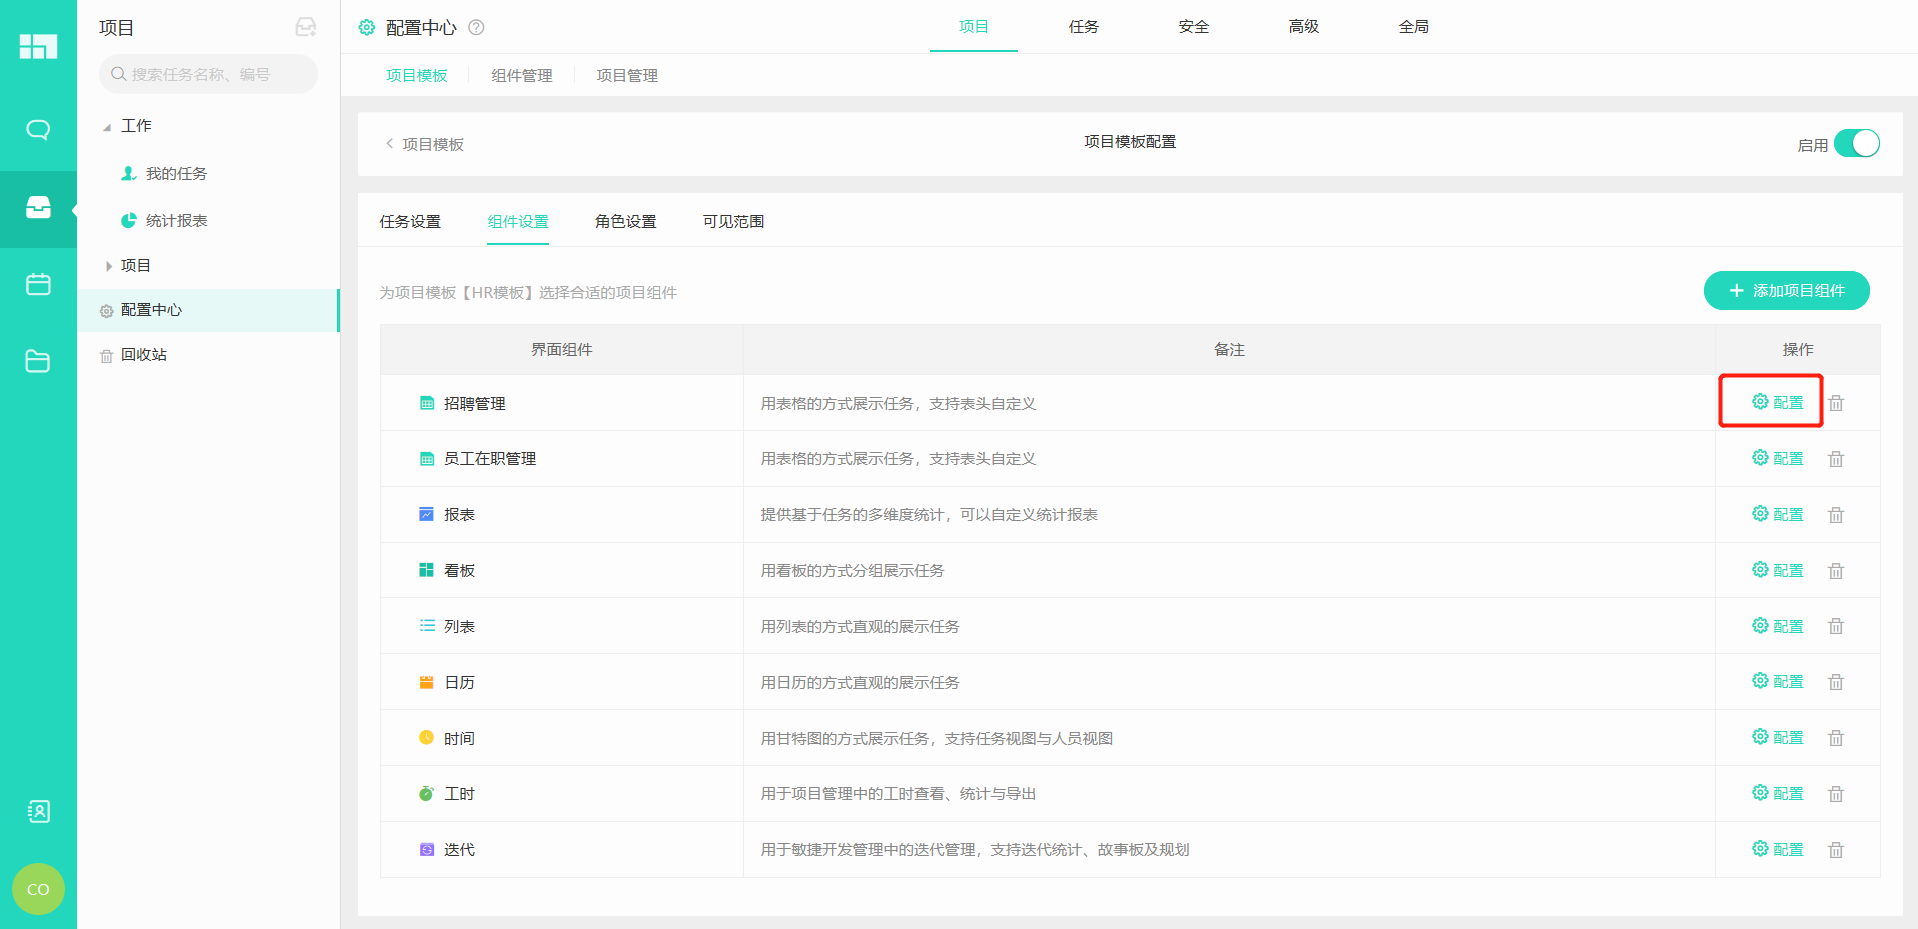 项目
搜索任务名称、编号
工作
我的任务
统计报表
项目
配置中心
回收站
CO
配置中心
项目
任务
安全
高级
全局
项目模板
组件管理
项目管理
项目模板
项目模板配置
启用
任务设置
组件设置
角色设置
可见范围
为项目模板【HR模板】选择合适的项目组件
添加项目组件
界面组件 备注 操作
招聘管理 用表格的方式展示任务，支持表头自定义 配置
员工在职管理 用表格的方式展示任务，支持表头自定义 配置
报表 提供基于任务的多维度统计，可以自定义统计报表 配置
看板 用看板的方式分组展示任务 配置
列表 用列表的方式直观的展示任务 配置
日历 用日历的方式直观的展示任务 配置
时间 用甘特图的方式展示任务，支持任务视图与人员视图 配置
工时 用于项目管理中的工时查看、统计与导出 配置
迭代 用于敏捷开发管理中的迭代管理，支持迭代统计、故事板及规划 配置